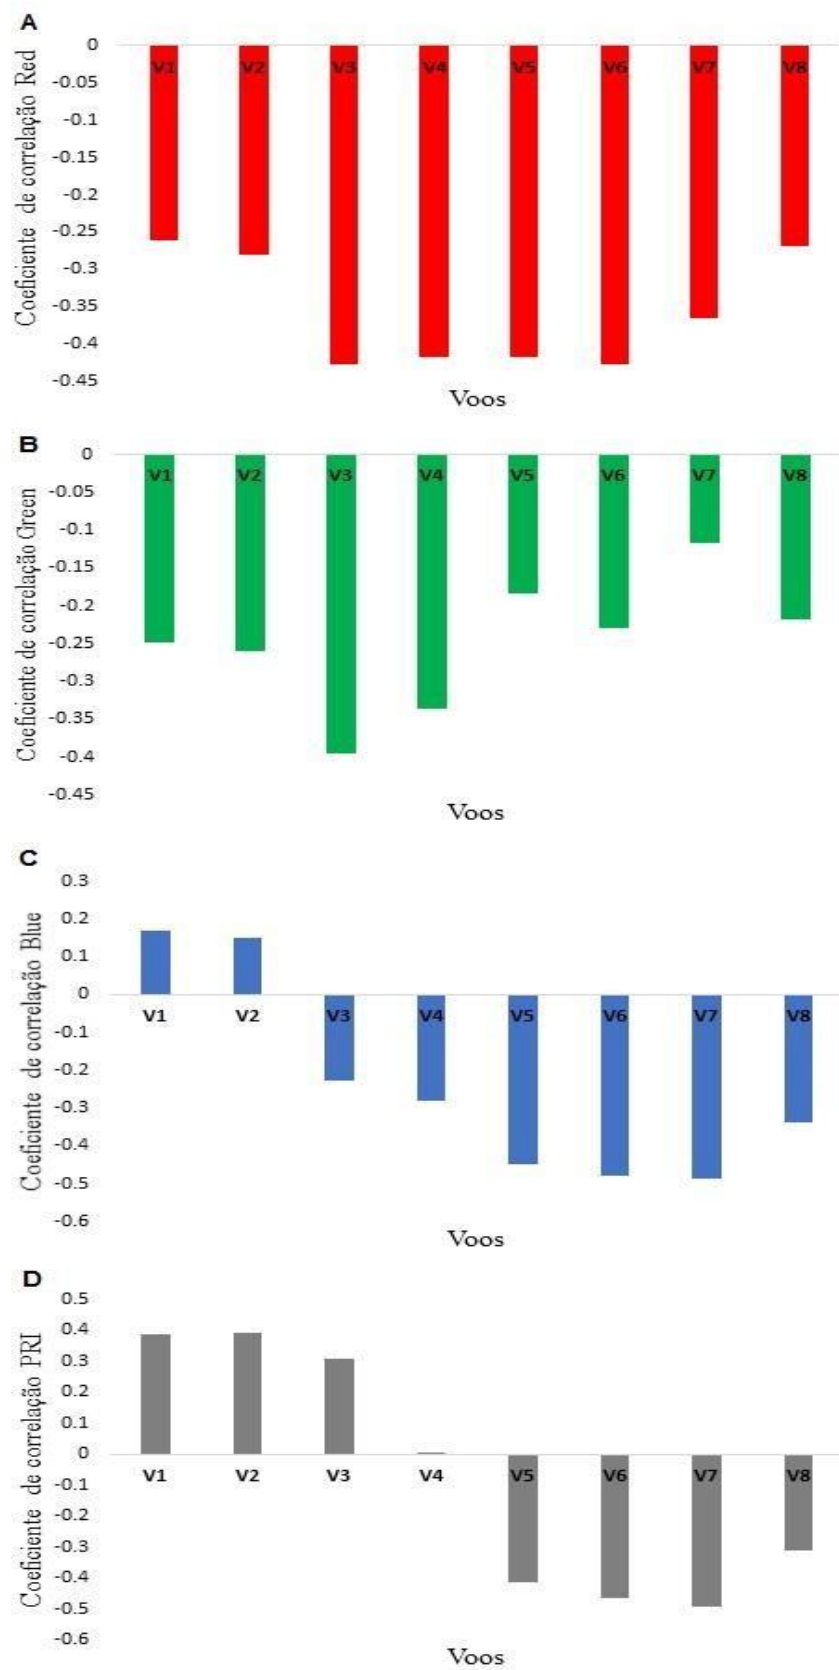 A
Coeficiente de correlação Red
0
-0.05
-0.1
-0.15
-0.2
-0.25
-0.3
-0.35
-0.4
-0.45
V1 V2 V3 V4 V5 V6 V7 V8
Voos
B
Coeficiente de correlação Green
0
-0.05
-0.1
-0.15
-0.2
-0.25
-0.3
-0.35
-0.4
-0.45
V1 V2 V3 V4 V5 V6 V7 V8
Voos
C
Coeficiente de correlação Blue
0.3
0.2
0.1
0
-0.1
-0.2
-0.3
-0.4
-0.5
-0.6
V1 V2 V3 V4 V5 V6 V7 V8
Voos
D
Coeficiente de correlação PRI
0.5
0.4
0.3
0.2
0.1
0
-0.1
-0.2
-0.3
-0.4
-0.5
-0.6
V1 V2 V3 V4 V5 V6 V7 V8
Voos